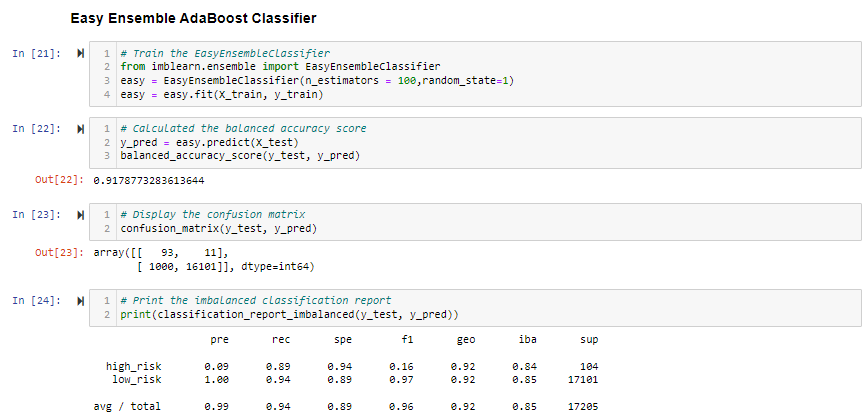 Easy Ensemble AdaBoost Classifier
In [21]: 1 # Train the EasyEnsembleClassifier
2 from imblearn.ensemble import EasyEnsembleClassifier
3 easy = EasyEnsembleClassifier(n_estimators = 100,random_state=1)
4 easy = easy.fit(X_train, y_train)
In [22]: 1 # Calculated the balanced accuracy score
2 y_pred = easy.predict(X_test)
3 balanced_accuracy_score(y_test, y_pred)
Out[22]: 0.9178773283613644
In [23]: 1 # Display the confusion matrix
2 confusion_matrix(y_test, y_pred)
Out[23]: array([[   93,    11],
[ 1000, 16101]], dtype=int64)
In [24]: 1 # Print the imbalanced classification report
2 print(classification_report_imbalanced(y_test, y_pred))
pre rec spe f1 geo iba sup
high_risk 0.09 0.89 0.94 0.16 0.92 0.84 104
low_risk 1.00 0.94 0.89 0.97 0.92 0.85 17101
avg / total 0.99 0.94 0.89 0.96 0.92 0.85 17205